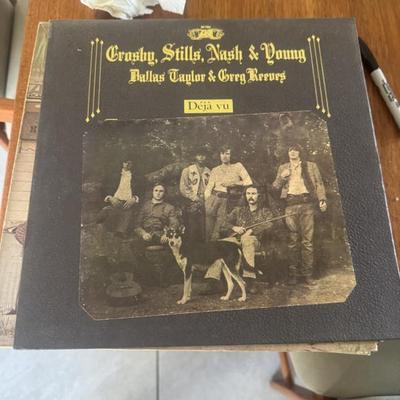 Crosby, Stills, Nash & Young
Dallas Taylor & Greg Reeves
Déjà vu